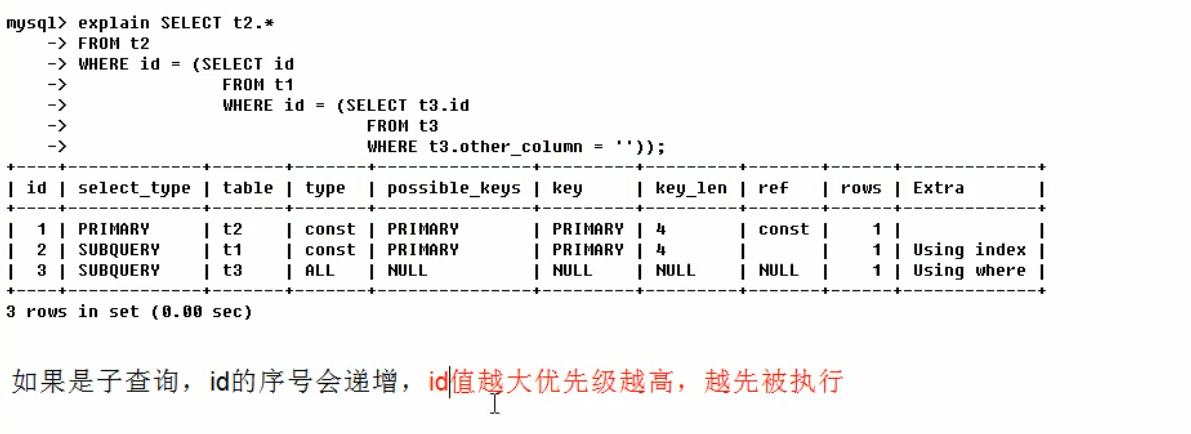 mysql> explain SELECT t2.*
    -> FROM t2
    -> WHERE id = (SELECT id
    ->             FROM t1
    ->             WHERE id = (SELECT t3.id
    ->                         FROM t3
    ->                         WHERE t3.other_column = ''));
+----+-------------+-------+-------+---------------+---------+---------+-------+------+-------------+
| id | select_type | table | type  | possible_keys | key     | key_len | ref   | rows | Extra       |
+----+-------------+-------+-------+---------------+---------+---------+-------+------+-------------+
|  1 | PRIMARY     | t2    | const | PRIMARY       | PRIMARY | 4       | const |    1 |             |
|  2 | SUBQUERY    | t1    | const | PRIMARY       | PRIMARY | 4       |       |    1 | Using index |
|  3 | SUBQUERY    | t3    | ALL   | NULL          | NULL    | NULL    | NULL  |    1 | Using where |
+----+-------------+-------+-------+---------------+---------+---------+-------+------+-------------+
3 rows in set (0.00 sec)
如果是子查询，id的序号会递增，id值越大优先级越高，越先被执行